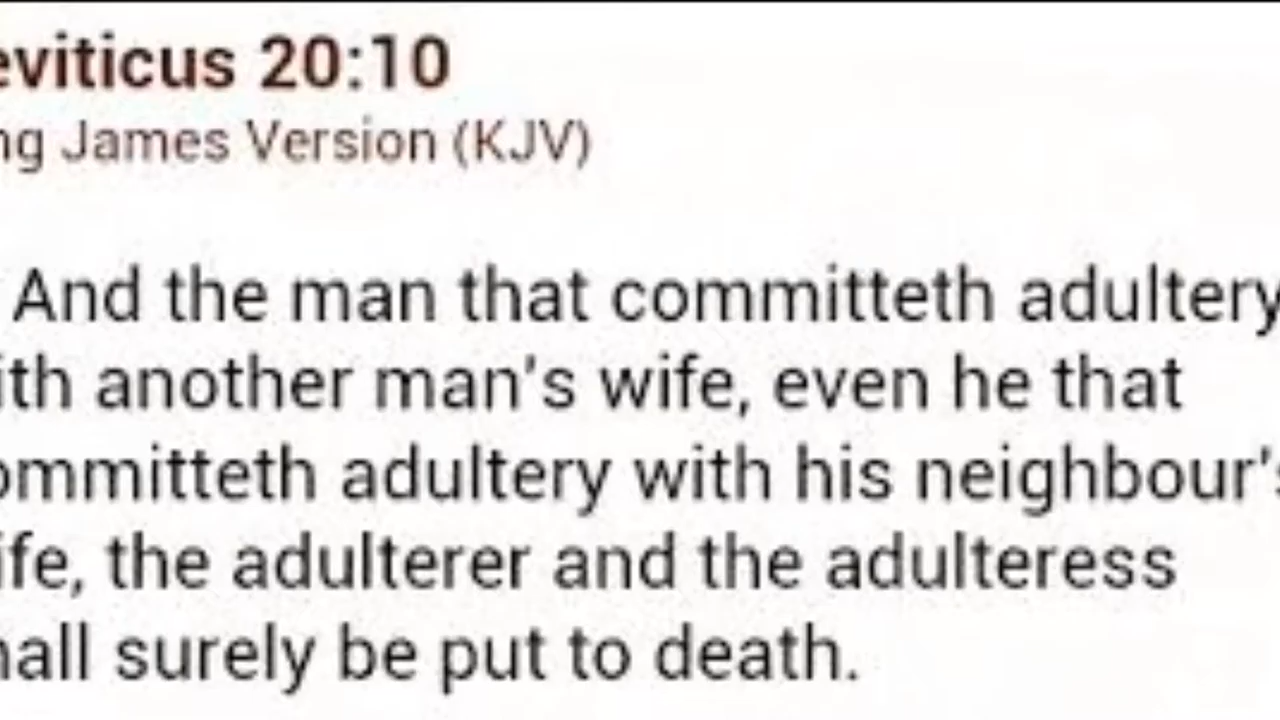 eviticus 20:10
ng James Version (KJV)
And the man that committeth adultery
ith another man's wife, even he that
ommitteth adultery with his neighbour's
ife, the adulterer and the adulteress
hall surely be put to death.